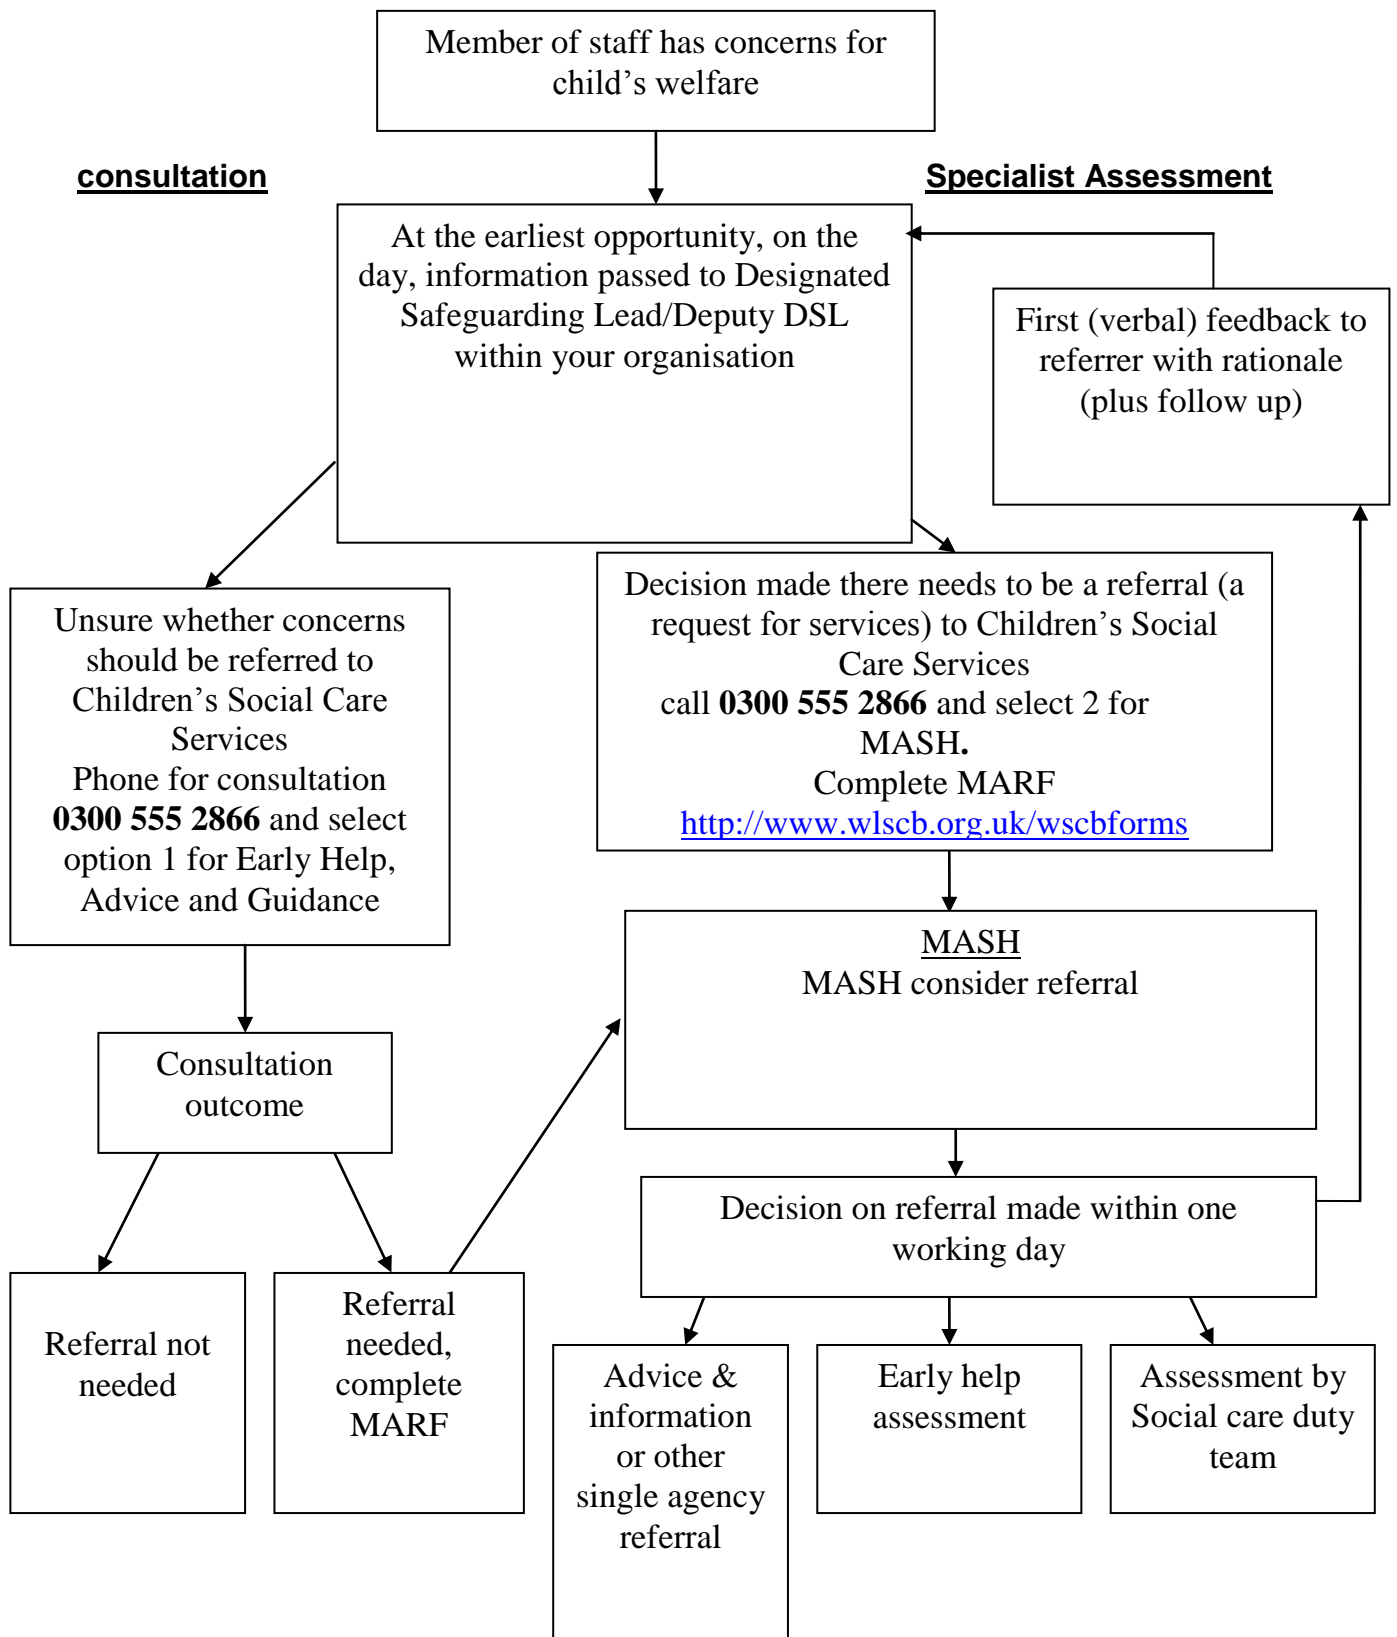 Member of staff has concerns for
child’s welfare
consultation
Specialist Assessment
At the earliest opportunity, on the
day, information passed to Designated
Safeguarding Lead/Deputy DSL
within your organisation
First (verbal) feedback to
referrer with rationale
(plus follow up)
Unsure whether concerns
should be referred to
Children’s Social Care
Services
Phone for consultation
0300 555 2866 and select
option 1 for Early Help,
Advice and Guidance
Decision made there needs to be a referral (a
request for services) to Children’s Social
Care Services
call 0300 555 2866 and select 2 for
MASH.
Complete MARF
http://www.wlscb.org.uk/wscbforms
MASH
MASH consider referral
Consultation
outcome
Decision on referral made within one
working day
Referral not
needed
Referral
needed,
complete
MARF
Advice &
information
or other
single agency
referral
Early help
assessment
Assessment by
Social care duty
team